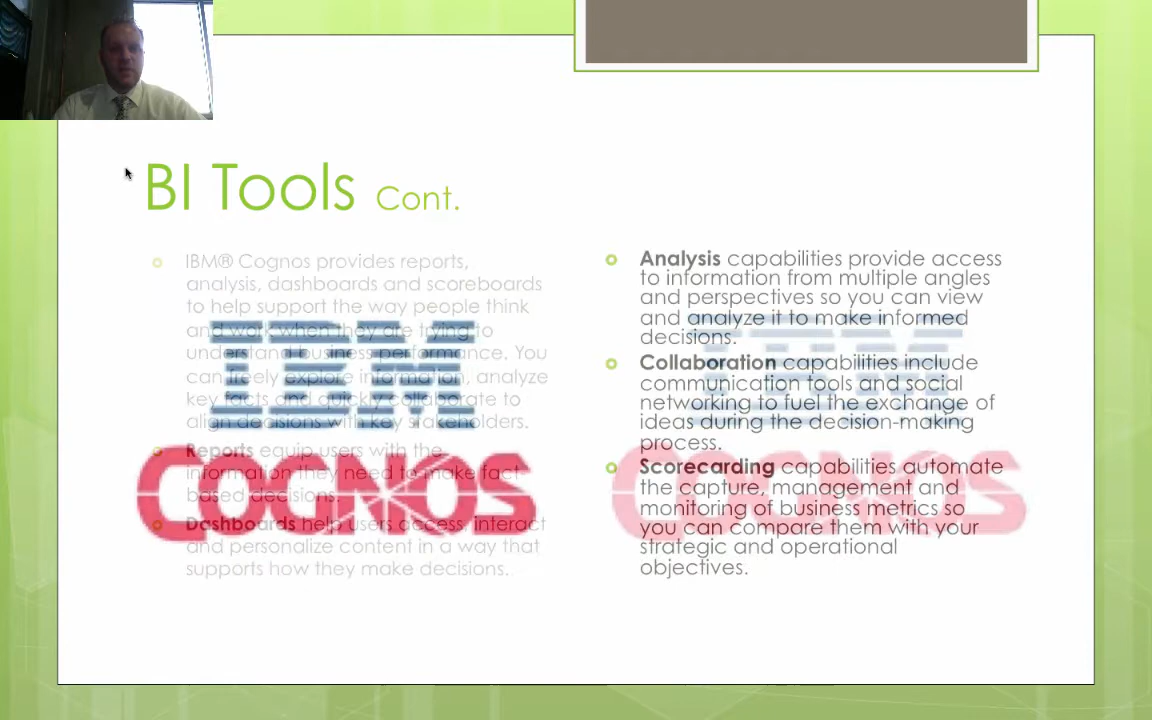 BI Tools Cont.
IBM® Cognos provides reports,
analysis, dashboards and scoreboards
to help support the way people think
and work when they are trying to
understand business performance. You
can freely explore information, analyze
key facts and quickly collaborate to
align decisions with key stakeholders.
Reports equip users with the
information they need to make fact-
based decisions.
Dashboards help users access, interact
and personalize content in a way that
supports how they make decisions.
IBM
COGNOS
Analysis capabilities provide access
to information from multiple angles
and perspectives so you can view
and analyze it to make informed
decisions.
Collaboration capabilities include
communication tools and social
networking to fuel the exchange of
ideas during the decision-making
process.
Scorecarding capabilities automate
the capture, management and
monitoring of business metrics so
you can compare them with your
strategic and operational
objectives.
IBM
COGNOS